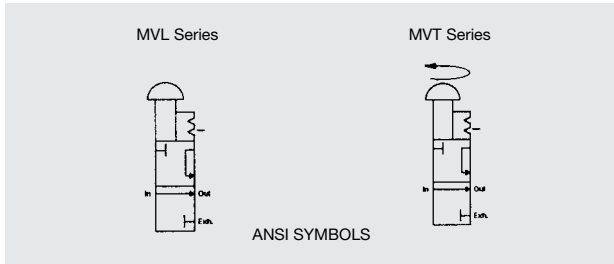 MVL Series MVT Series
In Out In Out
Exh. Exh.
ANSI SYMBOLS